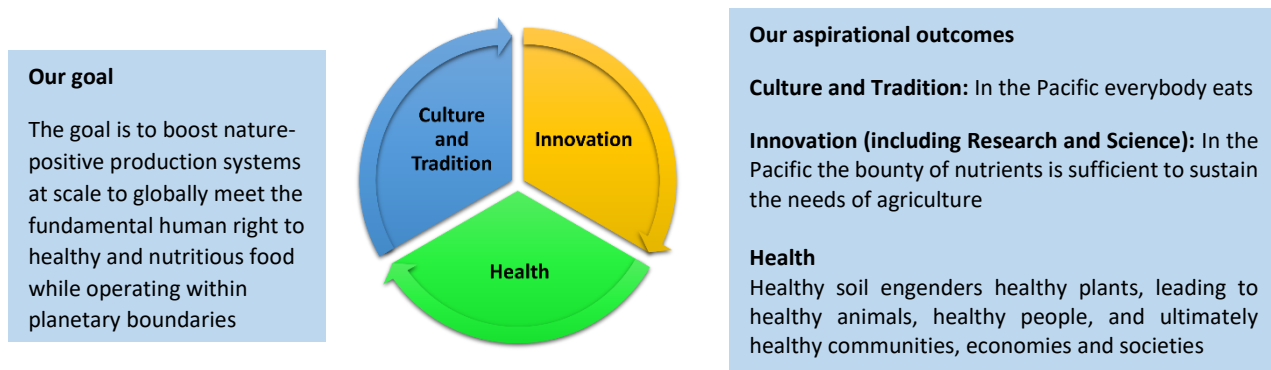 Our goal
The goal is to boost nature-
positive production systems
at scale to globally meet the
fundamental human right to
healthy and nutritious food
while operating within
planetary boundaries
Culture
and
Tradition
Innovation
Health
Our aspirational outcomes
Culture and Tradition: In the Pacific everybody eats
Innovation (including Research and Science): In the
Pacific the bounty of nutrients is sufficient to sustain
the needs of agriculture
Health
Healthy soil engenders healthy plants, leading to
healthy animals, healthy people, and ultimately
healthy communities, economies and societies